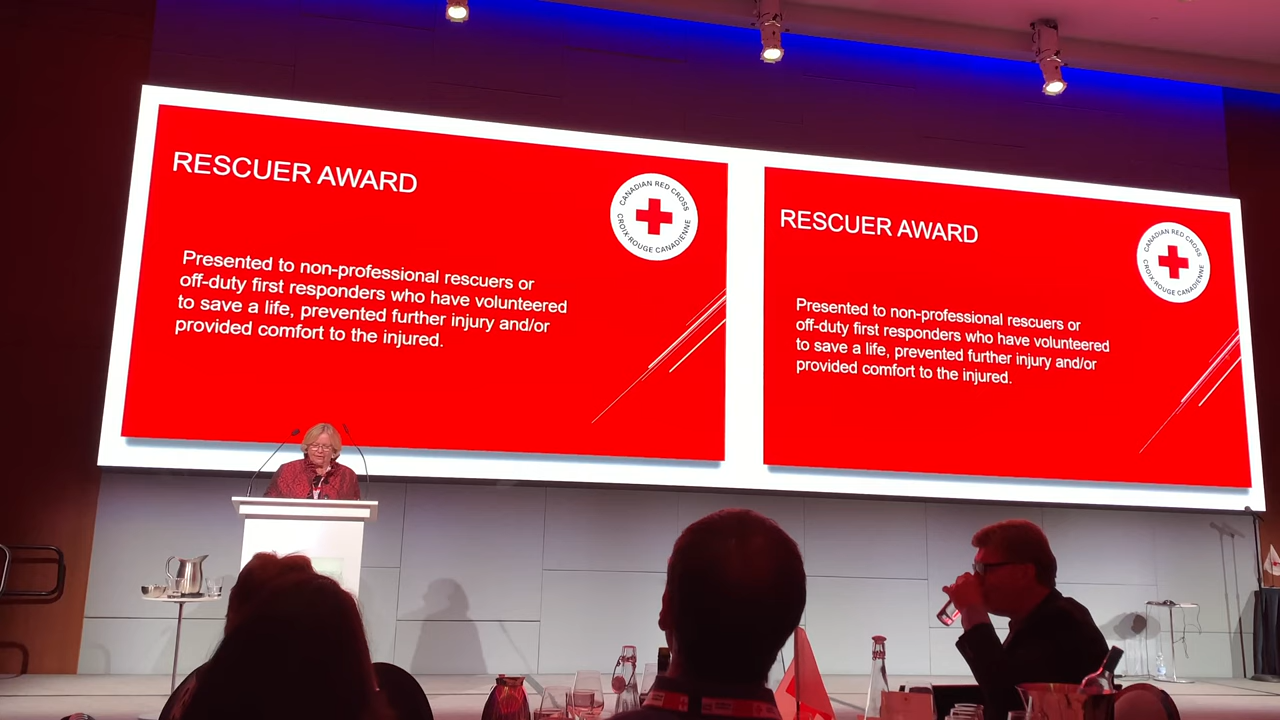 RESCUER AWARD
CANADIAN RED CROSS
CROIX-ROUGE CANADIENNE
Presented to non-professional rescuers or
off-duty first responders who have volunteered
to save a life, prevented further injury and/or
provided comfort to the injured.
RESCUER AWARD
CANADIAN RED CROSS
CROIX-ROUGE CANADIENNE
Presented to non-professional rescuers or
off-duty first responders who have volunteered
to save a life, prevented further injury and/or
provided comfort to the injured.